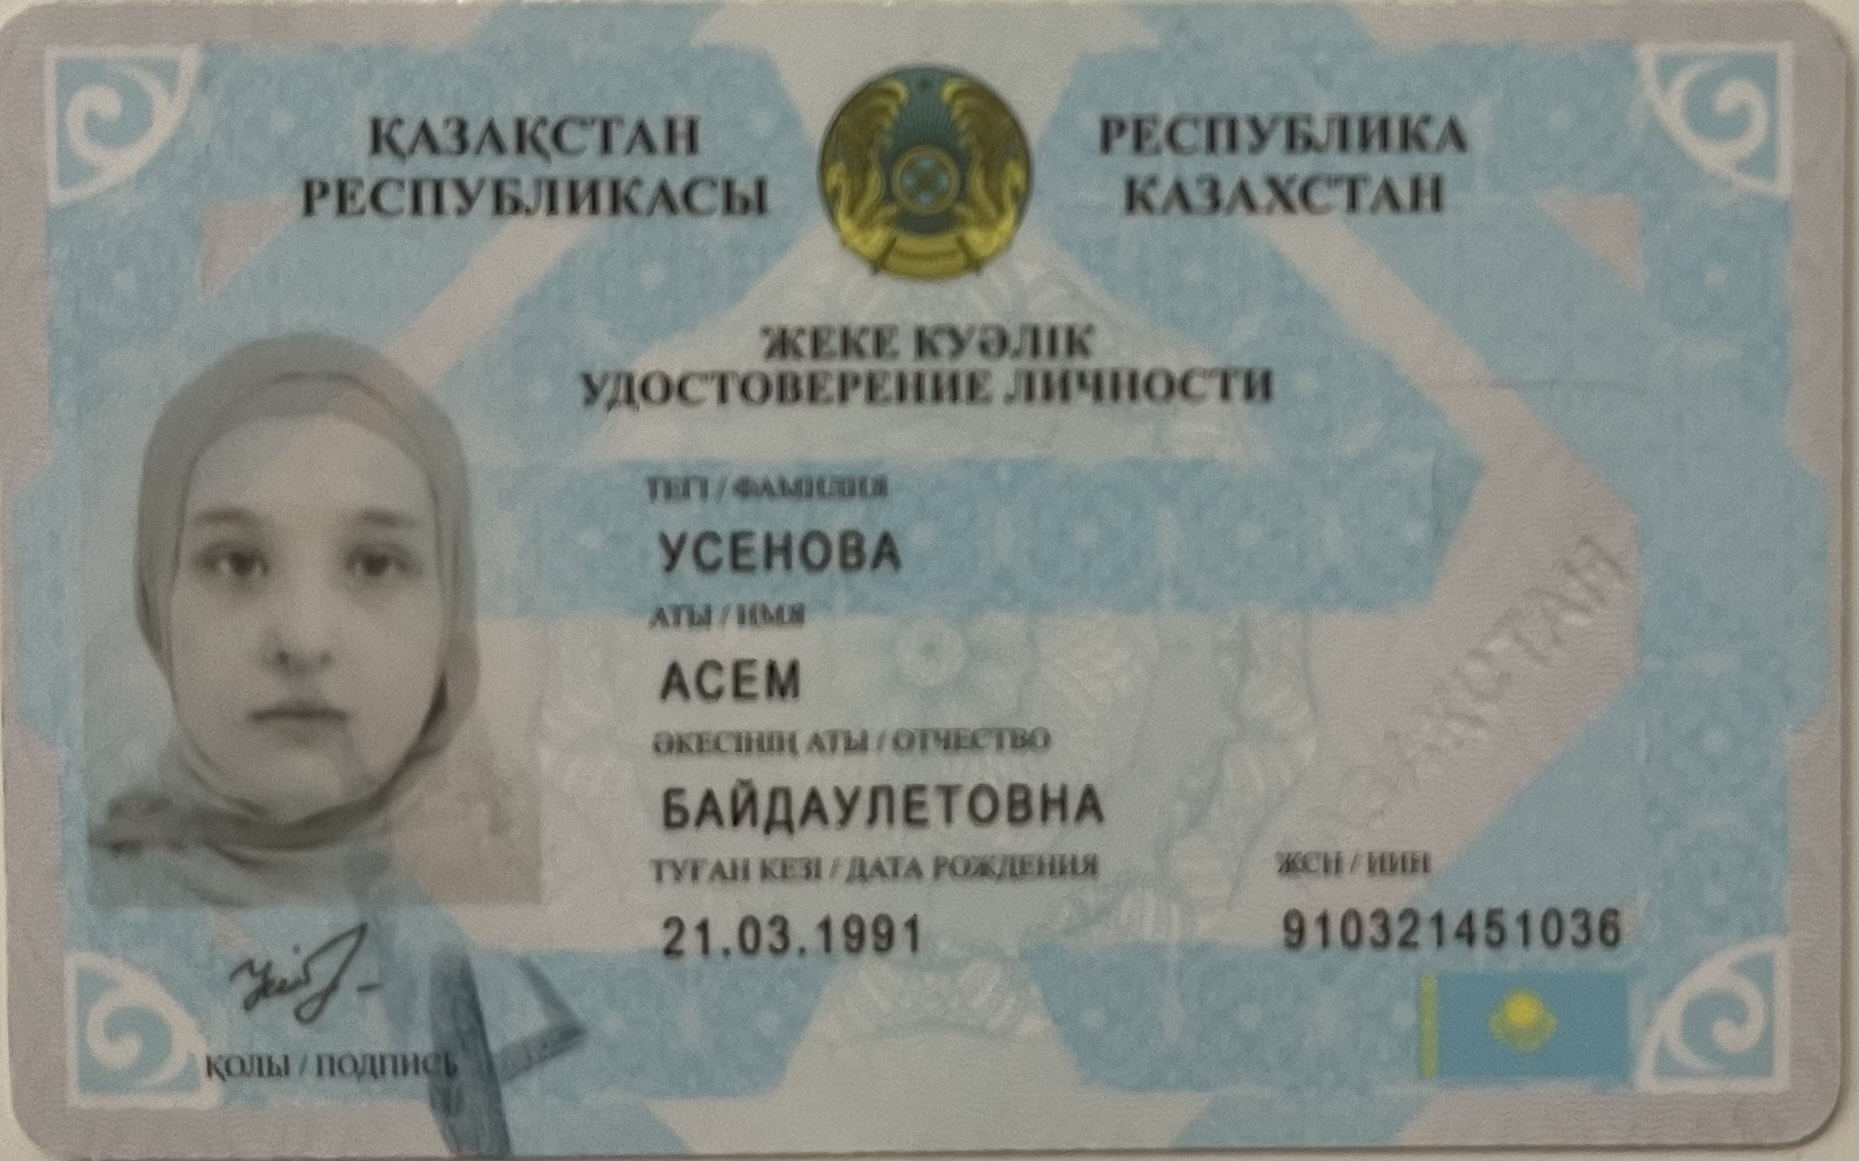 ҚАЗАҚСТАН
РЕСПУБЛИКАСЫ
РЕСПУБЛИКА
КАЗАХСТАН
ЖЕКЕ КУӘЛІК
УДОСТОВЕРЕНИЕ ЛИЧНОСТИ
ТЕГІ / ФАМИЛИЯ
УСЕНОВА
АТЫ / ИМЯ
АСЕМ
ӘКЕСІНІҢ АТЫ / ОТЧЕСТВО
БАЙДАУЛЕТОВНА
ТУҒАН КЕЗІ / ДАТА РОЖДЕНИЯ
21.03.1991
ЖСН / ИИН
910321451036
ҚОЛЫ / ПОДПИСЬ